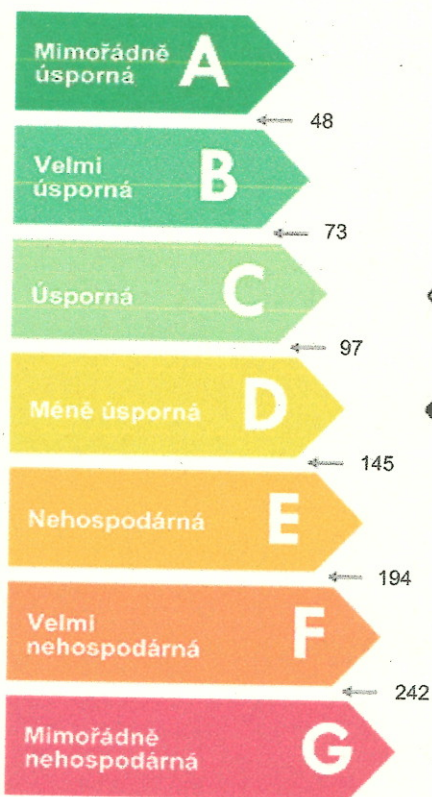 Mimořádně
úsporná
A
48
Velmi
úsporná
B
73
Úsporná
C
97
Méně úsporná
D
145
Nehospodárná
E
194
Velmi
nehospodárná
F
242
Mimořádně
nehospodárná
G